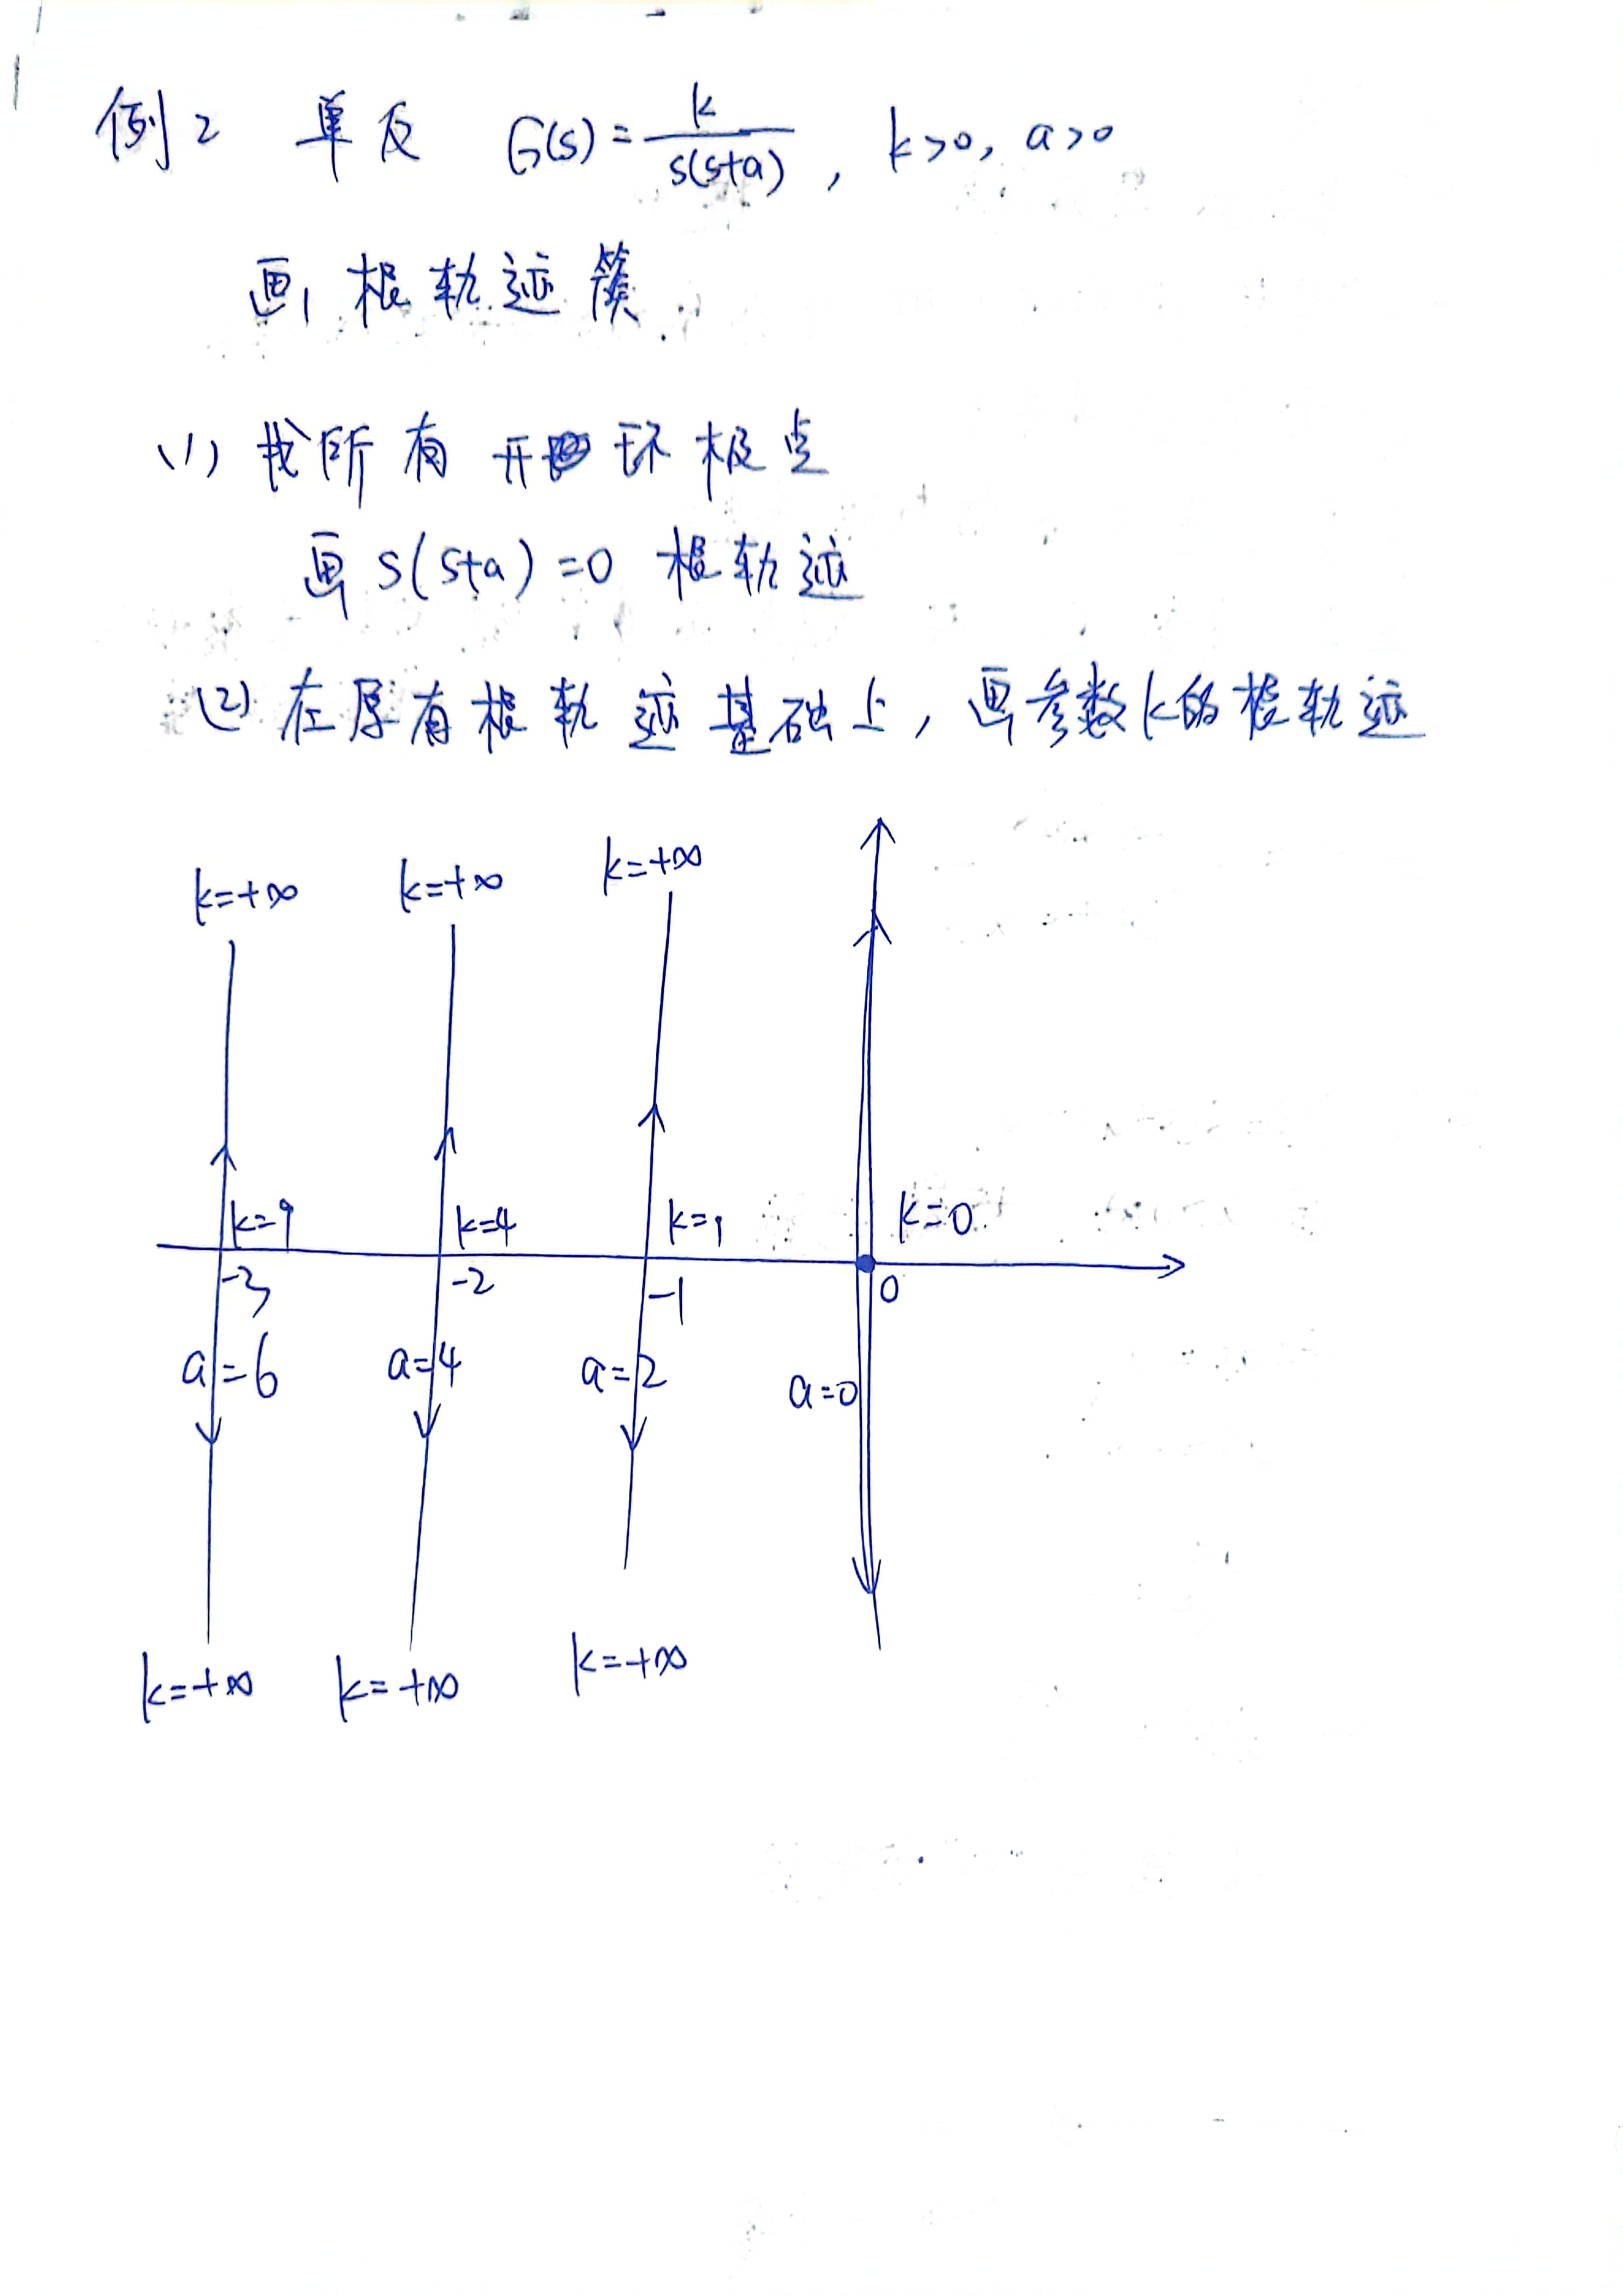 例2 单反 G(s)=k/s(s+a), k>0, a>0
画根轨迹簇.
(1) 找所有开环极点
画 s(s+a)=0 根轨迹
(2) 在原有根轨迹基础上, 画参数k的根轨迹
k=+∞ k=+∞ k=+∞
k=9 k=4 k=1 k=0
-3 -2 -1 0
a=6 a=4 a=2 a=0
k=+∞ k=+∞ k=+∞